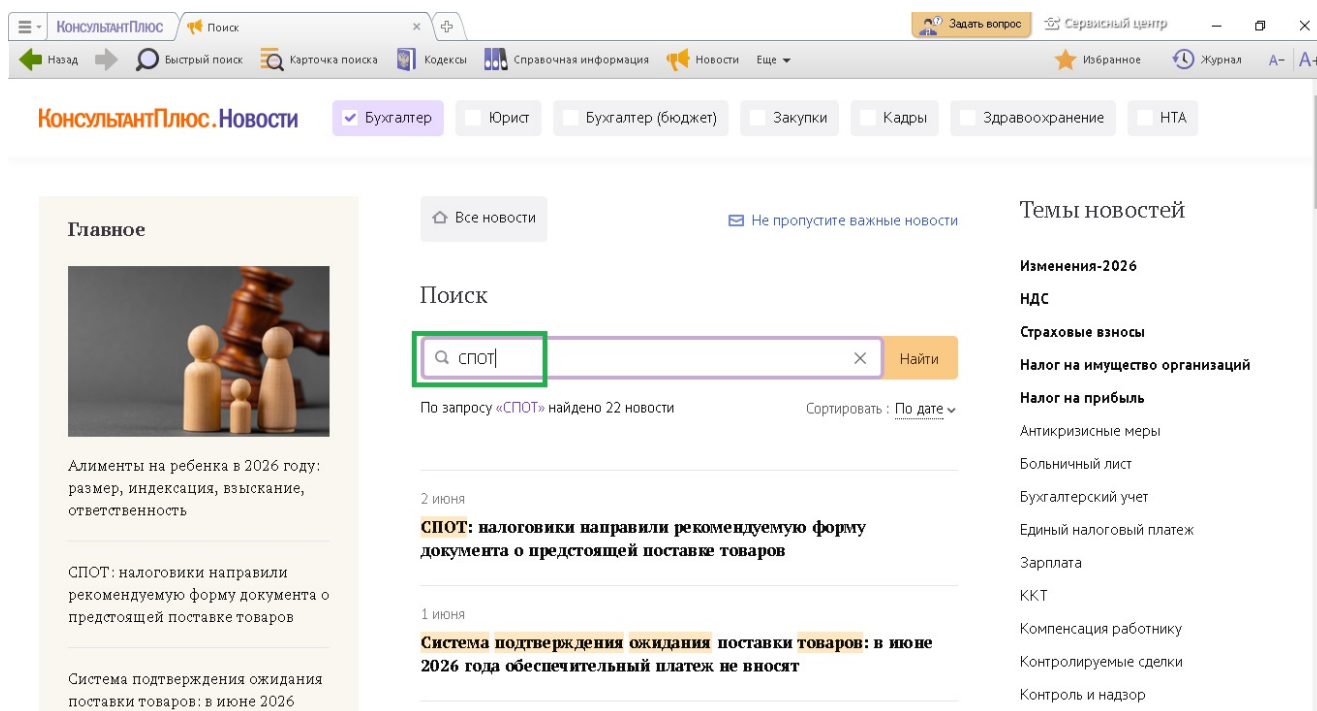 КонсультантПлюс
Поиск
Задать вопрос
Сервисный центр
Назад
Быстрый поиск
Карточка поиска
Кодексы
Справочная информация
Новости
Еще
Избранное
Журнал
А-
А+
КонсультантПлюс.Новости
Бухгалтер
Юрист
Бухгалтер (бюджет)
Закупки
Кадры
Здравоохранение
НТА
Главное
Алименты на ребенка в 2026 году:
размер, индексация, взыскание,
ответственность
СПОТ: налоговики направили
рекомендуемую форму документа о
предстоящей поставке товаров
Система подтверждения ожидания
поставки товаров: в июне 2026
Все новости
Не пропустите важные новости
Поиск
СПОТ
Найти
По запросу «СПОТ» найдено 22 новости
Сортировать : По дате
2 июня
СПОТ: налоговики направили рекомендуемую форму
документа о предстоящей поставке товаров
1 июня
Система подтверждения ожидания поставки товаров: в июне
2026 года обеспечительный платеж не вносят
Темы новостей
Изменения-2026
НДС
Страховые взносы
Налог на имущество организаций
Налог на прибыль
Антикризисные меры
Больничный лист
Бухгалтерский учет
Единый налоговый платеж
Зарплата
ККТ
Компенсация работнику
Контролируемые сделки
Контроль и надзор